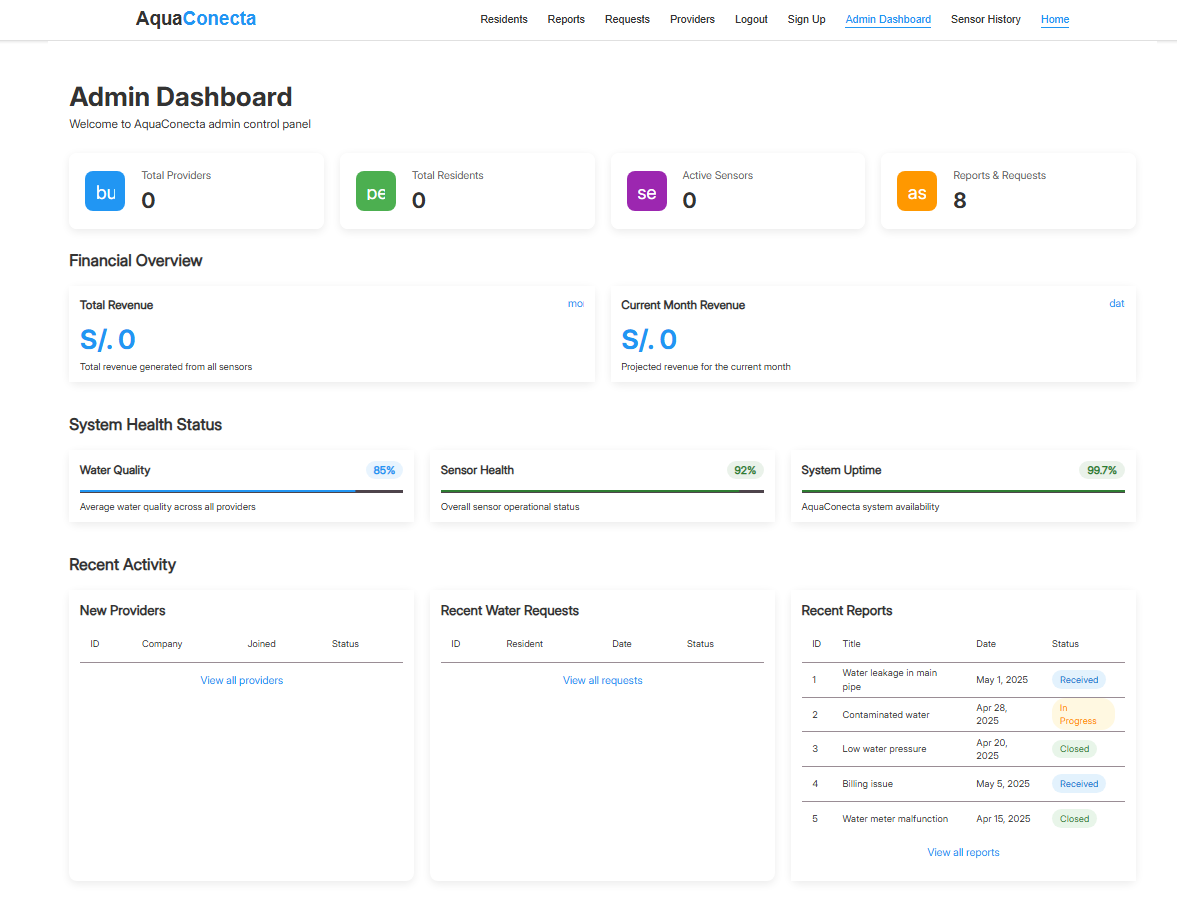 AquaConecta
Residents Reports Requests Providers Logout Sign Up Admin Dashboard Sensor History Home
Admin Dashboard
Welcome to AquaConecta admin control panel
bu
Total Providers
0
pe
Total Residents
0
se
Active Sensors
0
as
Reports & Requests
8
Financial Overview
Total Revenue
mo
S/. 0
Total revenue generated from all sensors
Current Month Revenue
dat
S/. 0
Projected revenue for the current month
System Health Status
Water Quality 85%
Average water quality across all providers
Sensor Health 92%
Overall sensor operational status
System Uptime 99.7%
AquaConecta system availability
Recent Activity
New Providers
ID Company Joined Status
View all providers
Recent Water Requests
ID Resident Date Status
View all requests
Recent Reports
ID Title Date Status
1 Water leakage in main
pipe
May 1, 2025 Received
2 Contaminated water
Apr 28,
2025
In
Progress
3 Low water pressure
Apr 20,
2025
Closed
4 Billing issue May 5, 2025 Received
5 Water meter malfunction Apr 15, 2025 Closed
View all reports